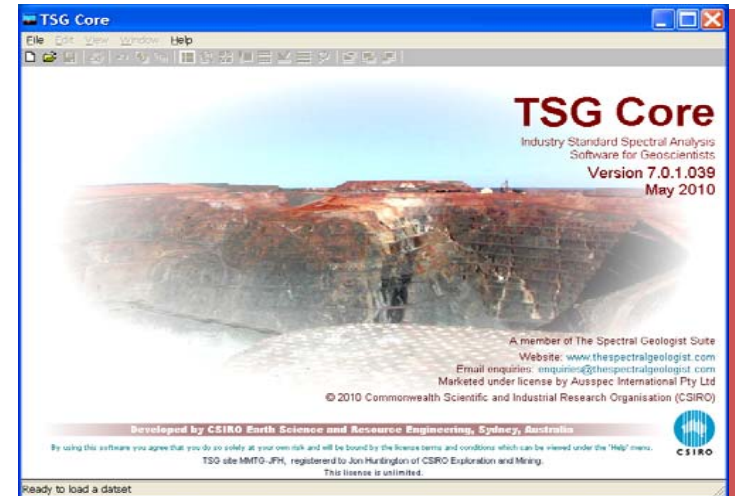 TSG Core
File Edit View Window Help
TSG Core
Industry Standard Spectral Analysis
Software for Geoscientists
Version 7.0.1.039
May 2010
A member of The Spectral Geologist Suite
Website: www.thespectralgeologist.com
Email enquiries: enquiries@thespectralgeologist.com
Marketed under license by Ausspec International Pty Ltd
© 2010 Commonwealth Scientific and Industrial Research Organisation (CSIRO)
Developed by CSIRO Earth Science and Resource Engineering, Sydney, Australia
By using this software you agree that you do so solely at your own risk and will be bound by the license terms and conditions which can be viewed under the "Help" menu.
CSIRO
TSG site MMTG-JFH, registererd to Jon Huntington of CSIRO Exploration and Mining.
This license is unlimited.
Ready to load a datset